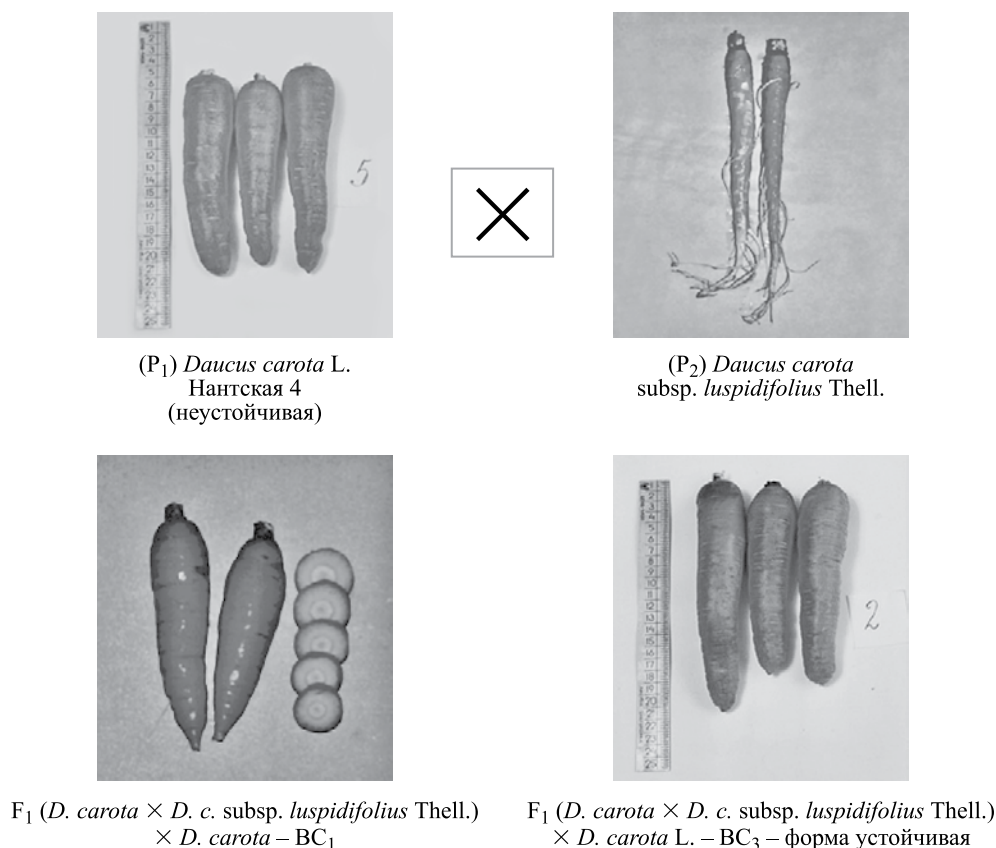 5
(P1) Daucus carota L.
Нантская 4
(неустойчивая)
(P2) Daucus carota
subsp. luspidifolius Thell.
2
F1 (D. carota × D. c. subsp. luspidifolius Thell.)
× D. carota – BC1
F1 (D. carota × D. c. subsp. luspidifolius Thell.)
× D. carota L. – BC3 – форма устойчивая